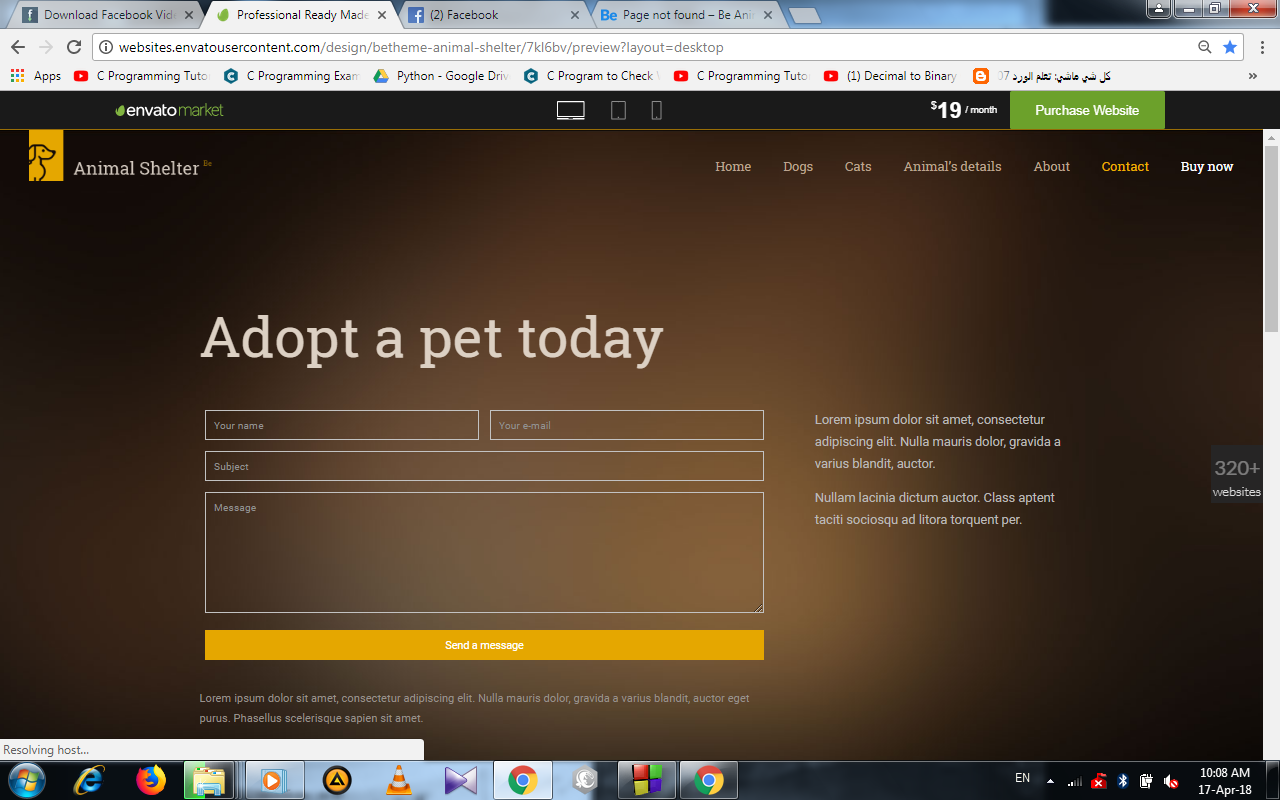 Download Facebook Vide
Professional Ready Made
(2) Facebook
Page not found – Be Ani
websites.envatousercontent.com/design/betheme-animal-shelter/7kl6bv/preview?layout=desktop
Apps
C Programming Tuto
C Programming Exam
Python - Google Driv
C Program to Check
C Programming Tuto
(1) Decimal to Binary
كل شي هاشي: تعلم الورد 07
envato market
$19 / month
Purchase Website
Animal Shelter Be
Home
Dogs
Cats
Animal's details
About
Contact
Buy now
Adopt a pet today
Your name
Your e-mail
Subject
Message
Send a message
Lorem ipsum dolor sit amet, consectetur
adipiscing elit. Nulla mauris dolor, gravida a
varius blandit, auctor.
Nullam lacinia dictum auctor. Class aptent
taciti sociosqu ad litora torquent per.
320+
websites
Lorem ipsum dolor sit amet, consectetur adipiscing elit. Nulla mauris dolor, gravida a varius blandit, auctor eget
purus. Phasellus scelerisque sapien sit amet.
Resolving host...
EN
10:08 AM
17-Apr-18